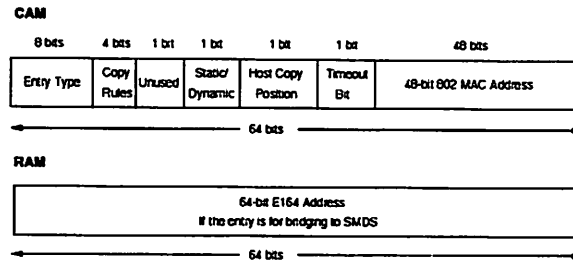 CAM
8 bits 4 bits 1 bit 1 bit 1 bit 1 bit 48 bits
Entry Type Copy Rules Unused Static/ Dynamic Host Copy Position Timeout Bit 48-bit 802 MAC Address
64 bits
RAM
64-bit E164 Address
If the entry is for bridging to SMDS
64 bits